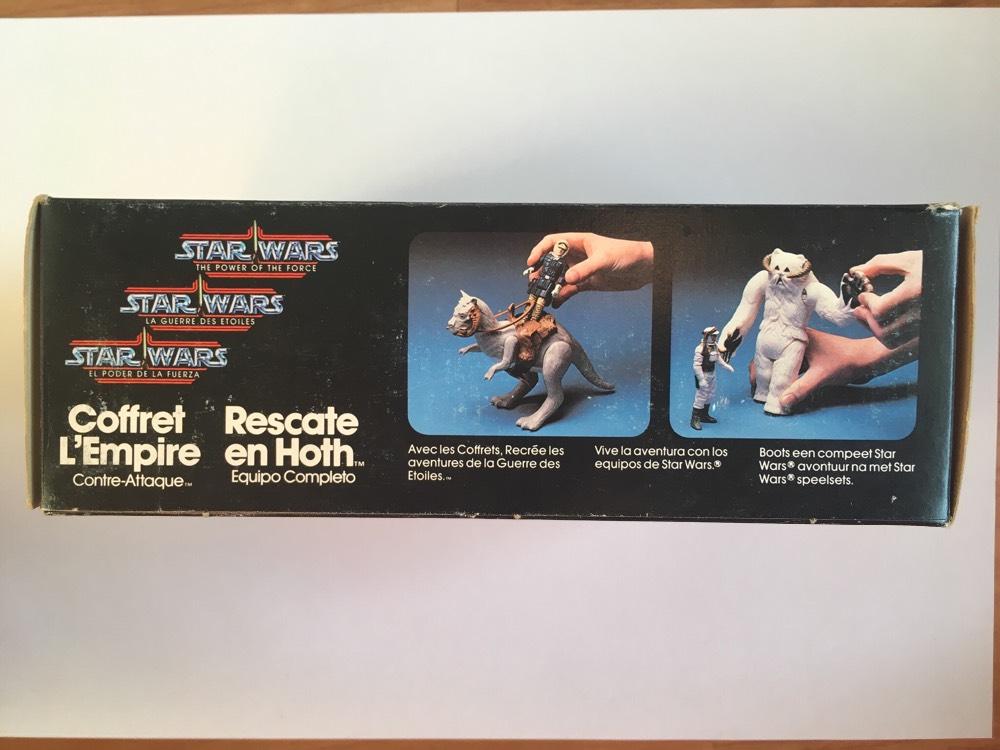 STAR WARS
THE POWER OF THE FORCE
STAR WARS
LA GUERRE DES ETOILES
STAR WARS
EL PODER DE LA FUERZA
Coffret
L'Empire
Contre-Attaque™
Rescate
en Hoth™
Equipo Completo
Avec les Coffrets, Recrée les
aventures de la Guerre des
Etoiles.™
Vive la aventura con los
equipos de Star Wars.®
Boots een compeet Star
Wars® avontuur na met Star
Wars® speelsets.